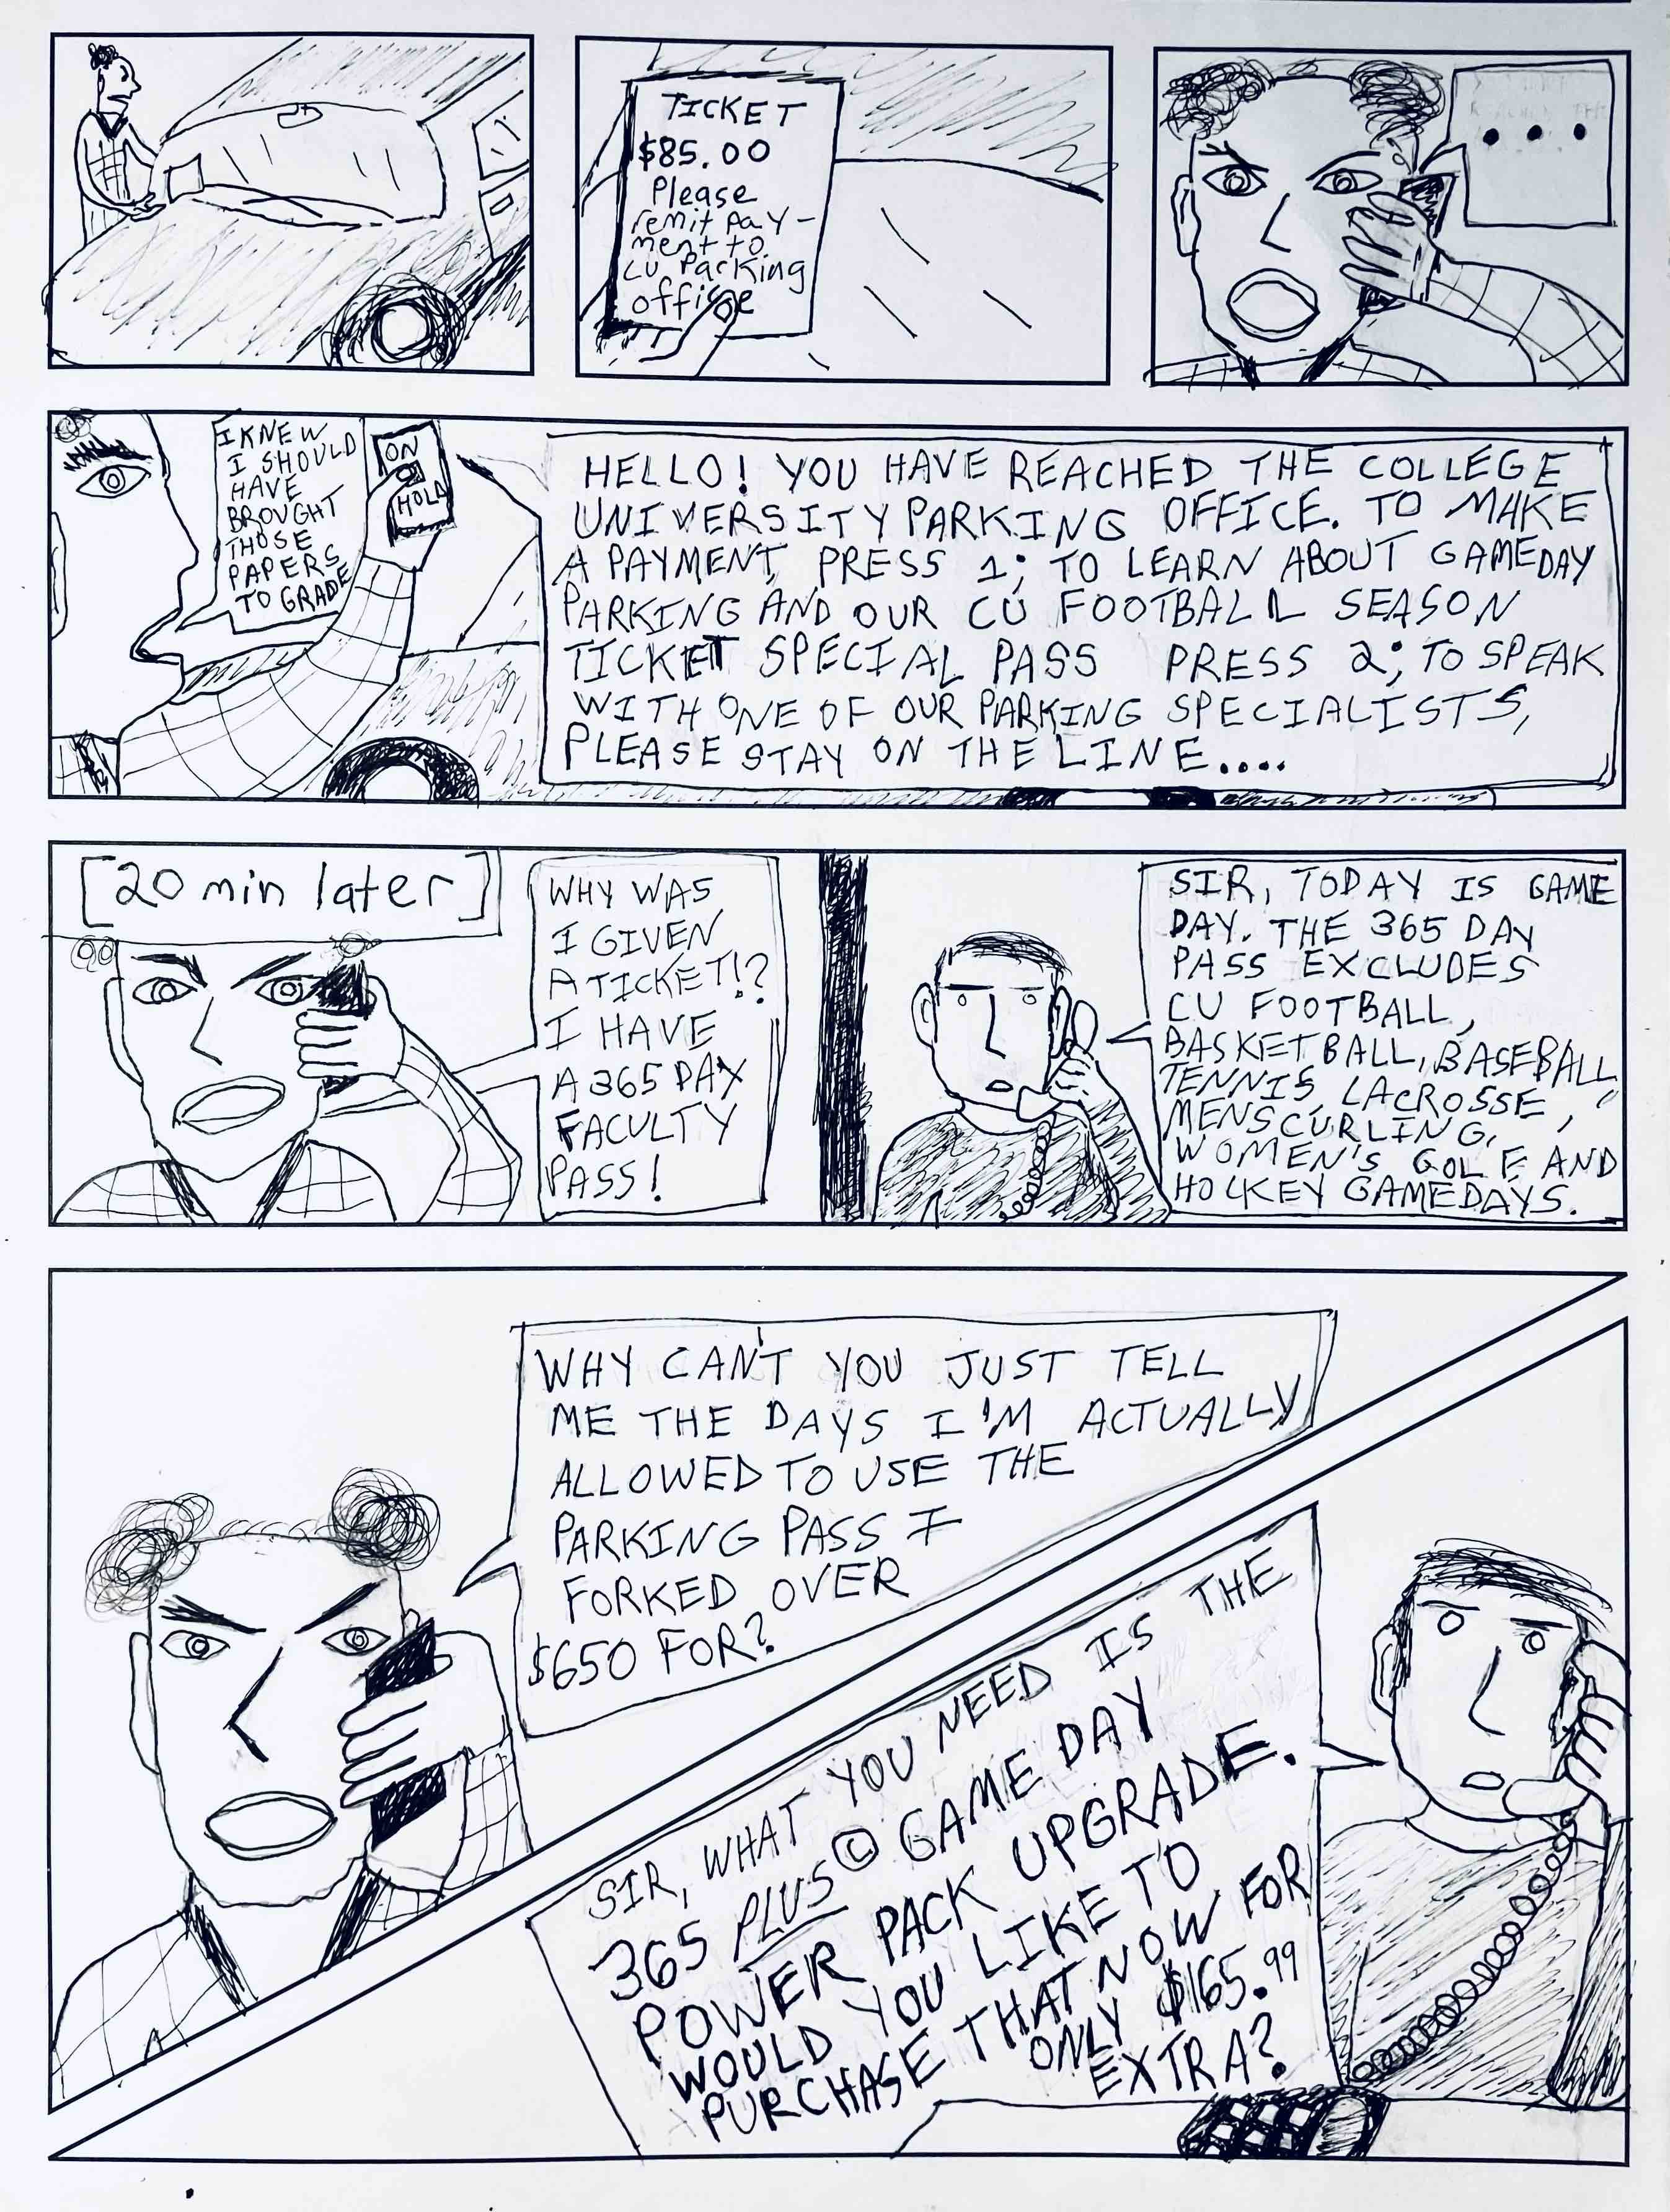 TICKET
$85.00
Please
remit pay-
ment to
CU Parking
office
• • •
I KNEW
I SHOULD
HAVE
BROUGHT
THOSE
PAPERS
TO GRADE
ON
HOLD
HELLO! YOU HAVE REACHED THE COLLEGE
UNIVERSITY PARKING OFFICE. TO MAKE
A PAYMENT, PRESS 1; TO LEARN ABOUT GAMEDAY
PARKING AND OUR CU FOOTBALL SEASON
TICKET SPECIAL PASS PRESS 2; TO SPEAK
WITH ONE OF OUR PARKING SPECIALISTS,
PLEASE STAY ON THE LINE....
[20 min later]
WHY WAS
I GIVEN
A TICKET!?
I HAVE
A 365 DAY
FACULTY
PASS!
SIR, TODAY IS GAME
DAY. THE 365 DAY
PASS EXCLUDES
CU FOOTBALL,
BASKETBALL, BASEBALL,
TENNIS, LACROSSE,
MENS CURLING,
WOMEN'S GOLF AND
HOCKEY GAMEDAYS.
WHY CAN'T YOU JUST TELL
ME THE DAYS I'M ACTUALLY
ALLOWED TO USE THE
PARKING PASS I
FORKED OVER
$650 FOR?
SIR, WHAT YOU NEED IS THE
365 PLUS © GAME DAY
POWER PACK UPGRADE.
WOULD YOU LIKE TO
PURCHASE THAT NOW FOR
ONLY $165.99
EXTRA?